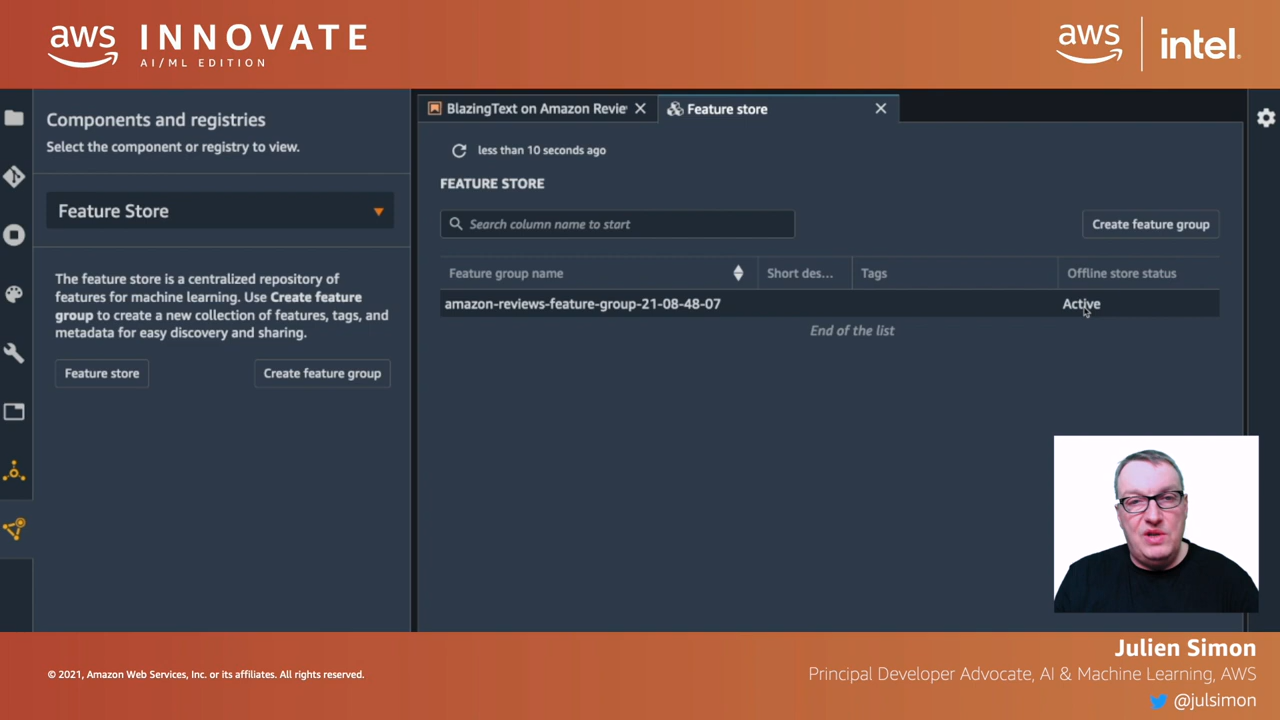 aws INNOVATE
AI/ML EDITION
aws intel.
Components and registries
Select the component or registry to view.
Feature Store
The feature store is a centralized repository of
features for machine learning. Use Create feature
group to create a new collection of features, tags, and
metadata for easy discovery and sharing.
Feature store
Create feature group
BlazingText on Amazon Revie
Feature store
less than 10 seconds ago
FEATURE STORE
Search column name to start
Create feature group
Feature group name
Short des...
Tags
Offline store status
amazon-reviews-feature-group-21-08-48-07
Active
End of the list
Julien Simon
Principal Developer Advocate, AI & Machine Learning, AWS
@julsimon
© 2021, Amazon Web Services, Inc. or its affiliates. All rights reserved.